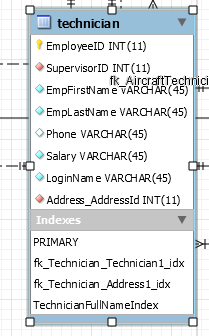 technician
EmployeeID INT(11)
SupervisorID INT(11)
EmpFirstName VARCHAR(45)
fk_AircraftTechnici
EmpLastName VARCHAR(45)
Phone VARCHAR(45)
Salary VARCHAR(45)
LoginName VARCHAR(45)
Address_AddressId INT(11)
Indexes
PRIMARY
fk_Technician_Technician1_idx
fk_Technician_Address1_idx
TechnicianFullNameIndex